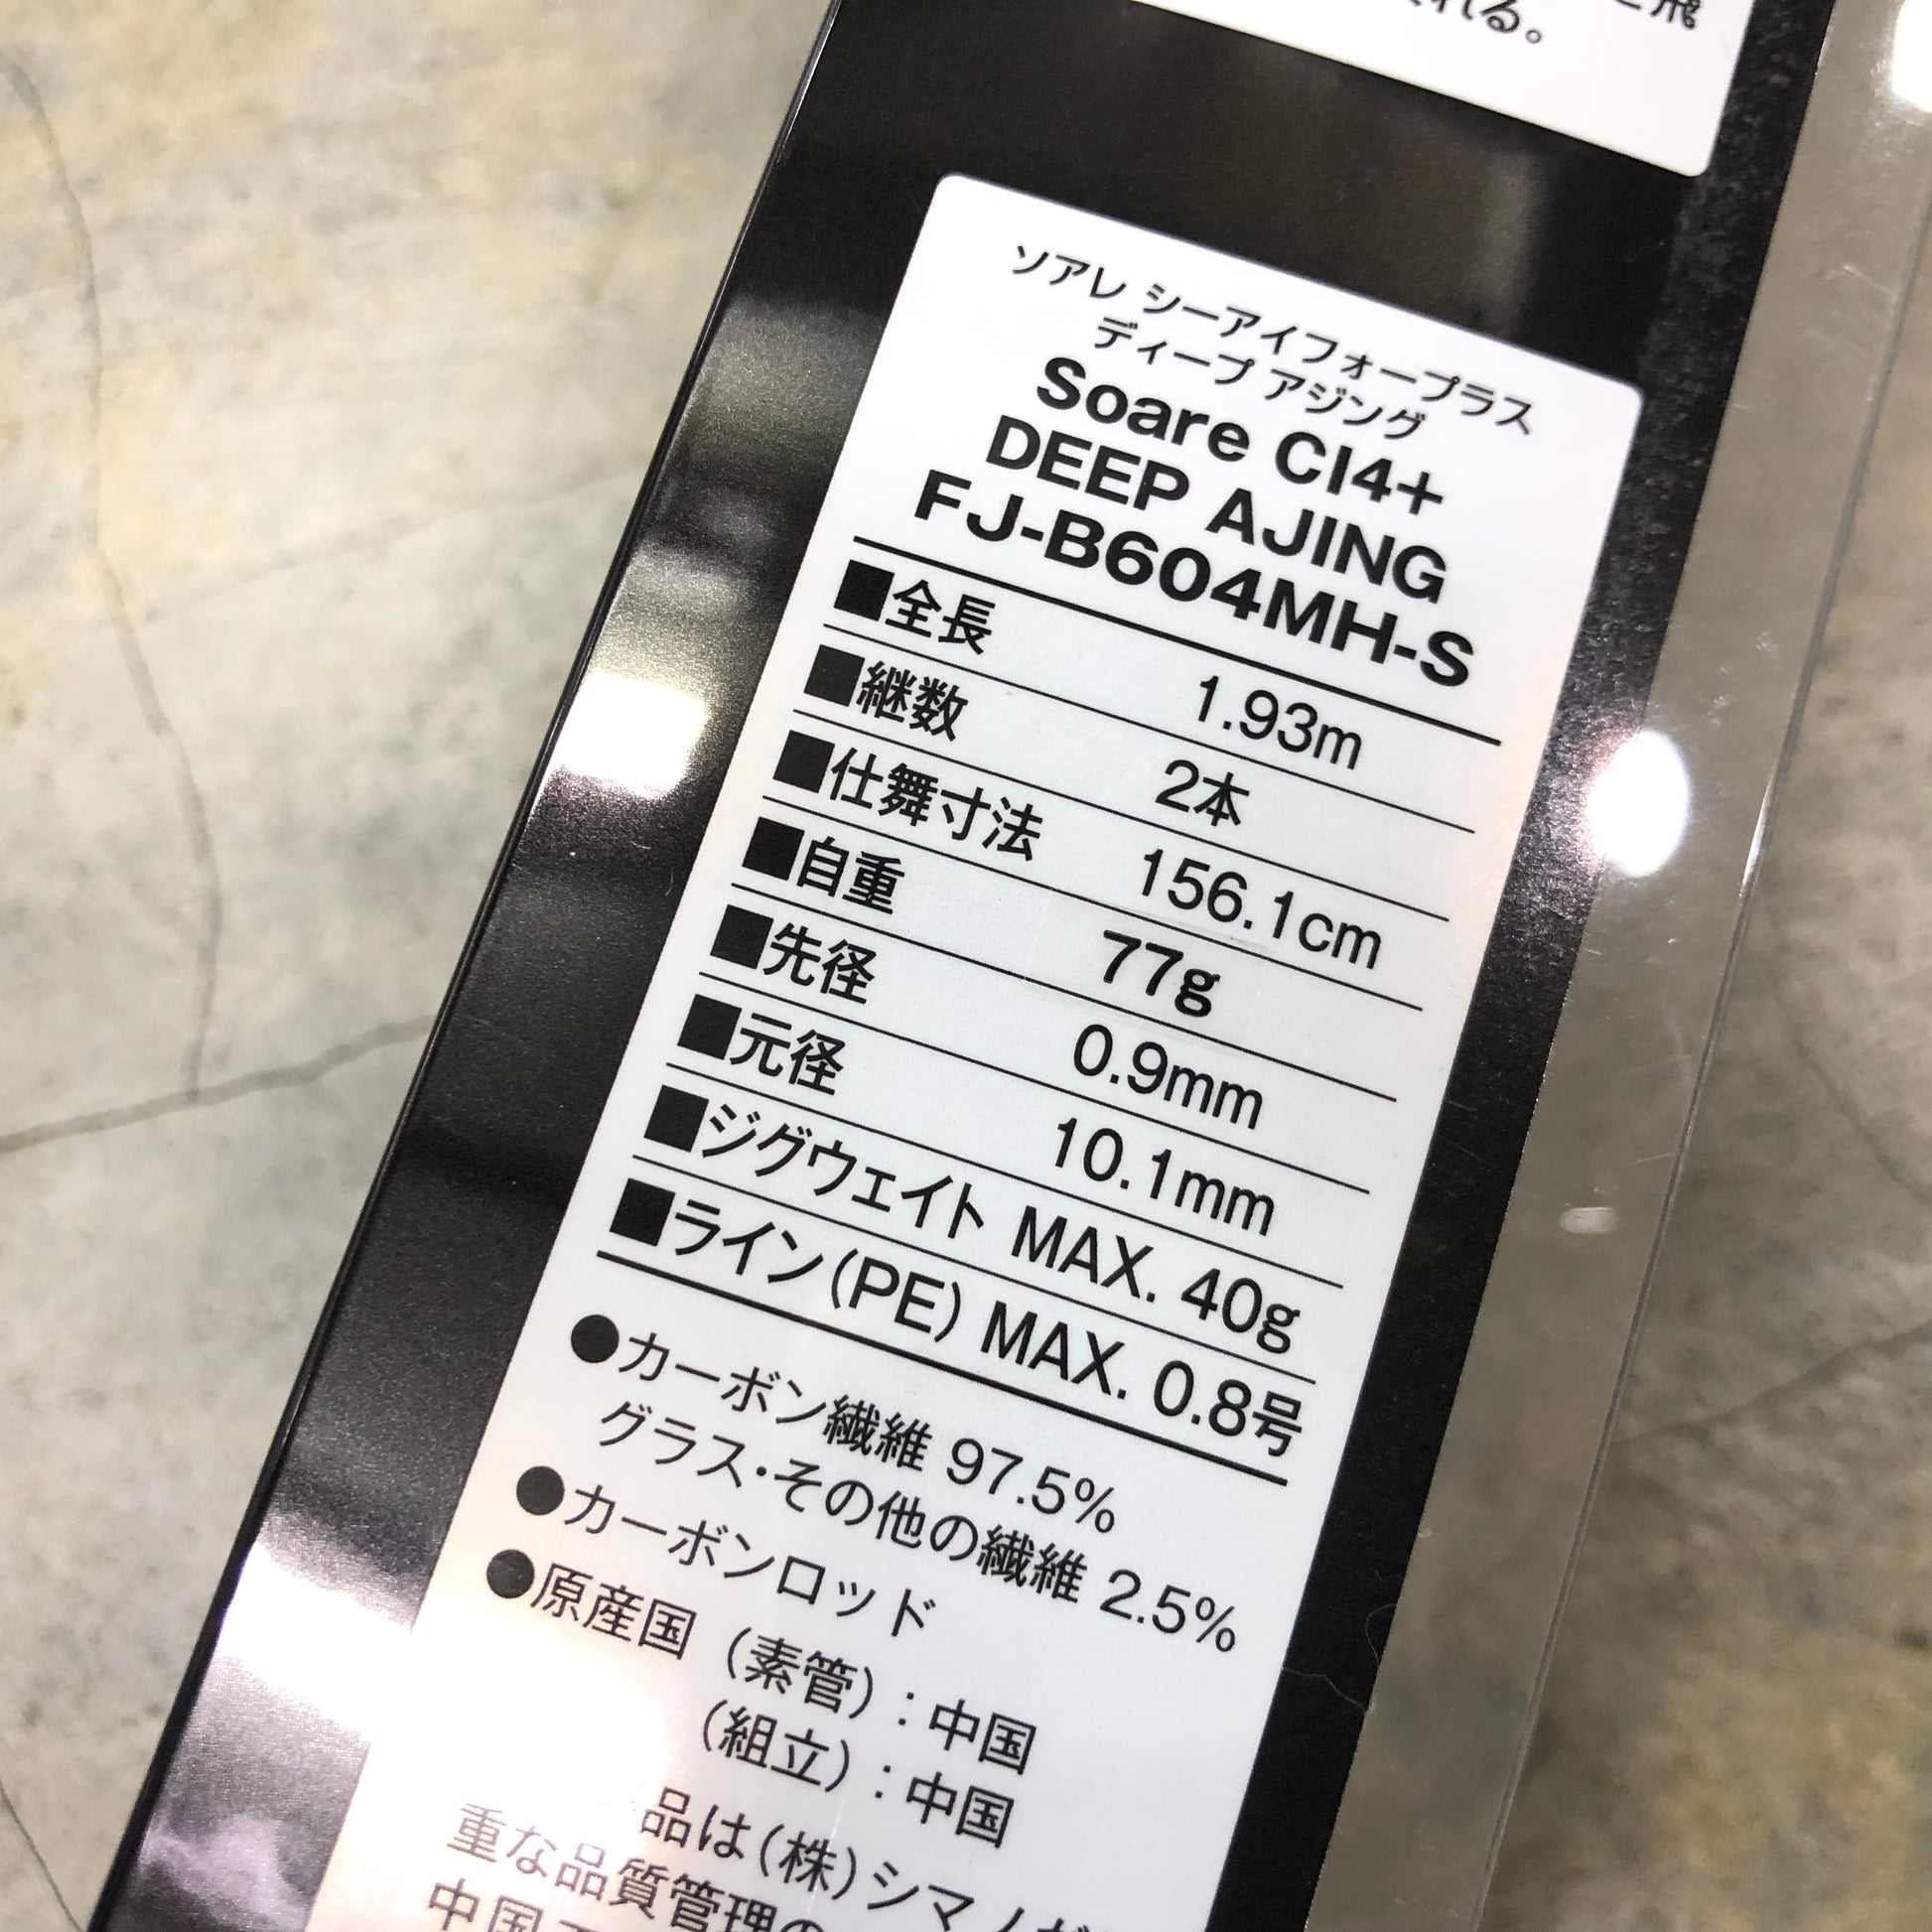 れる。
ソアレ シーアイフォープラス
ディープ アジング
Soare CI4+
DEEP AJING
FJ-B604MH-S
■全長 1.93m
■継数 2本
■仕舞寸法 156.1cm
■自重 77g
■先径 0.9mm
■元径 10.1mm
■ジグウェイト MAX. 40g
■ライン(PE) MAX. 0.8号
●カーボン繊維 97.5%
グラス・その他の繊維 2.5%
●カーボンロッド
●原産国 (素管):中国
(組立):中国
品は(株)シマノが
重な品質管理の
中国